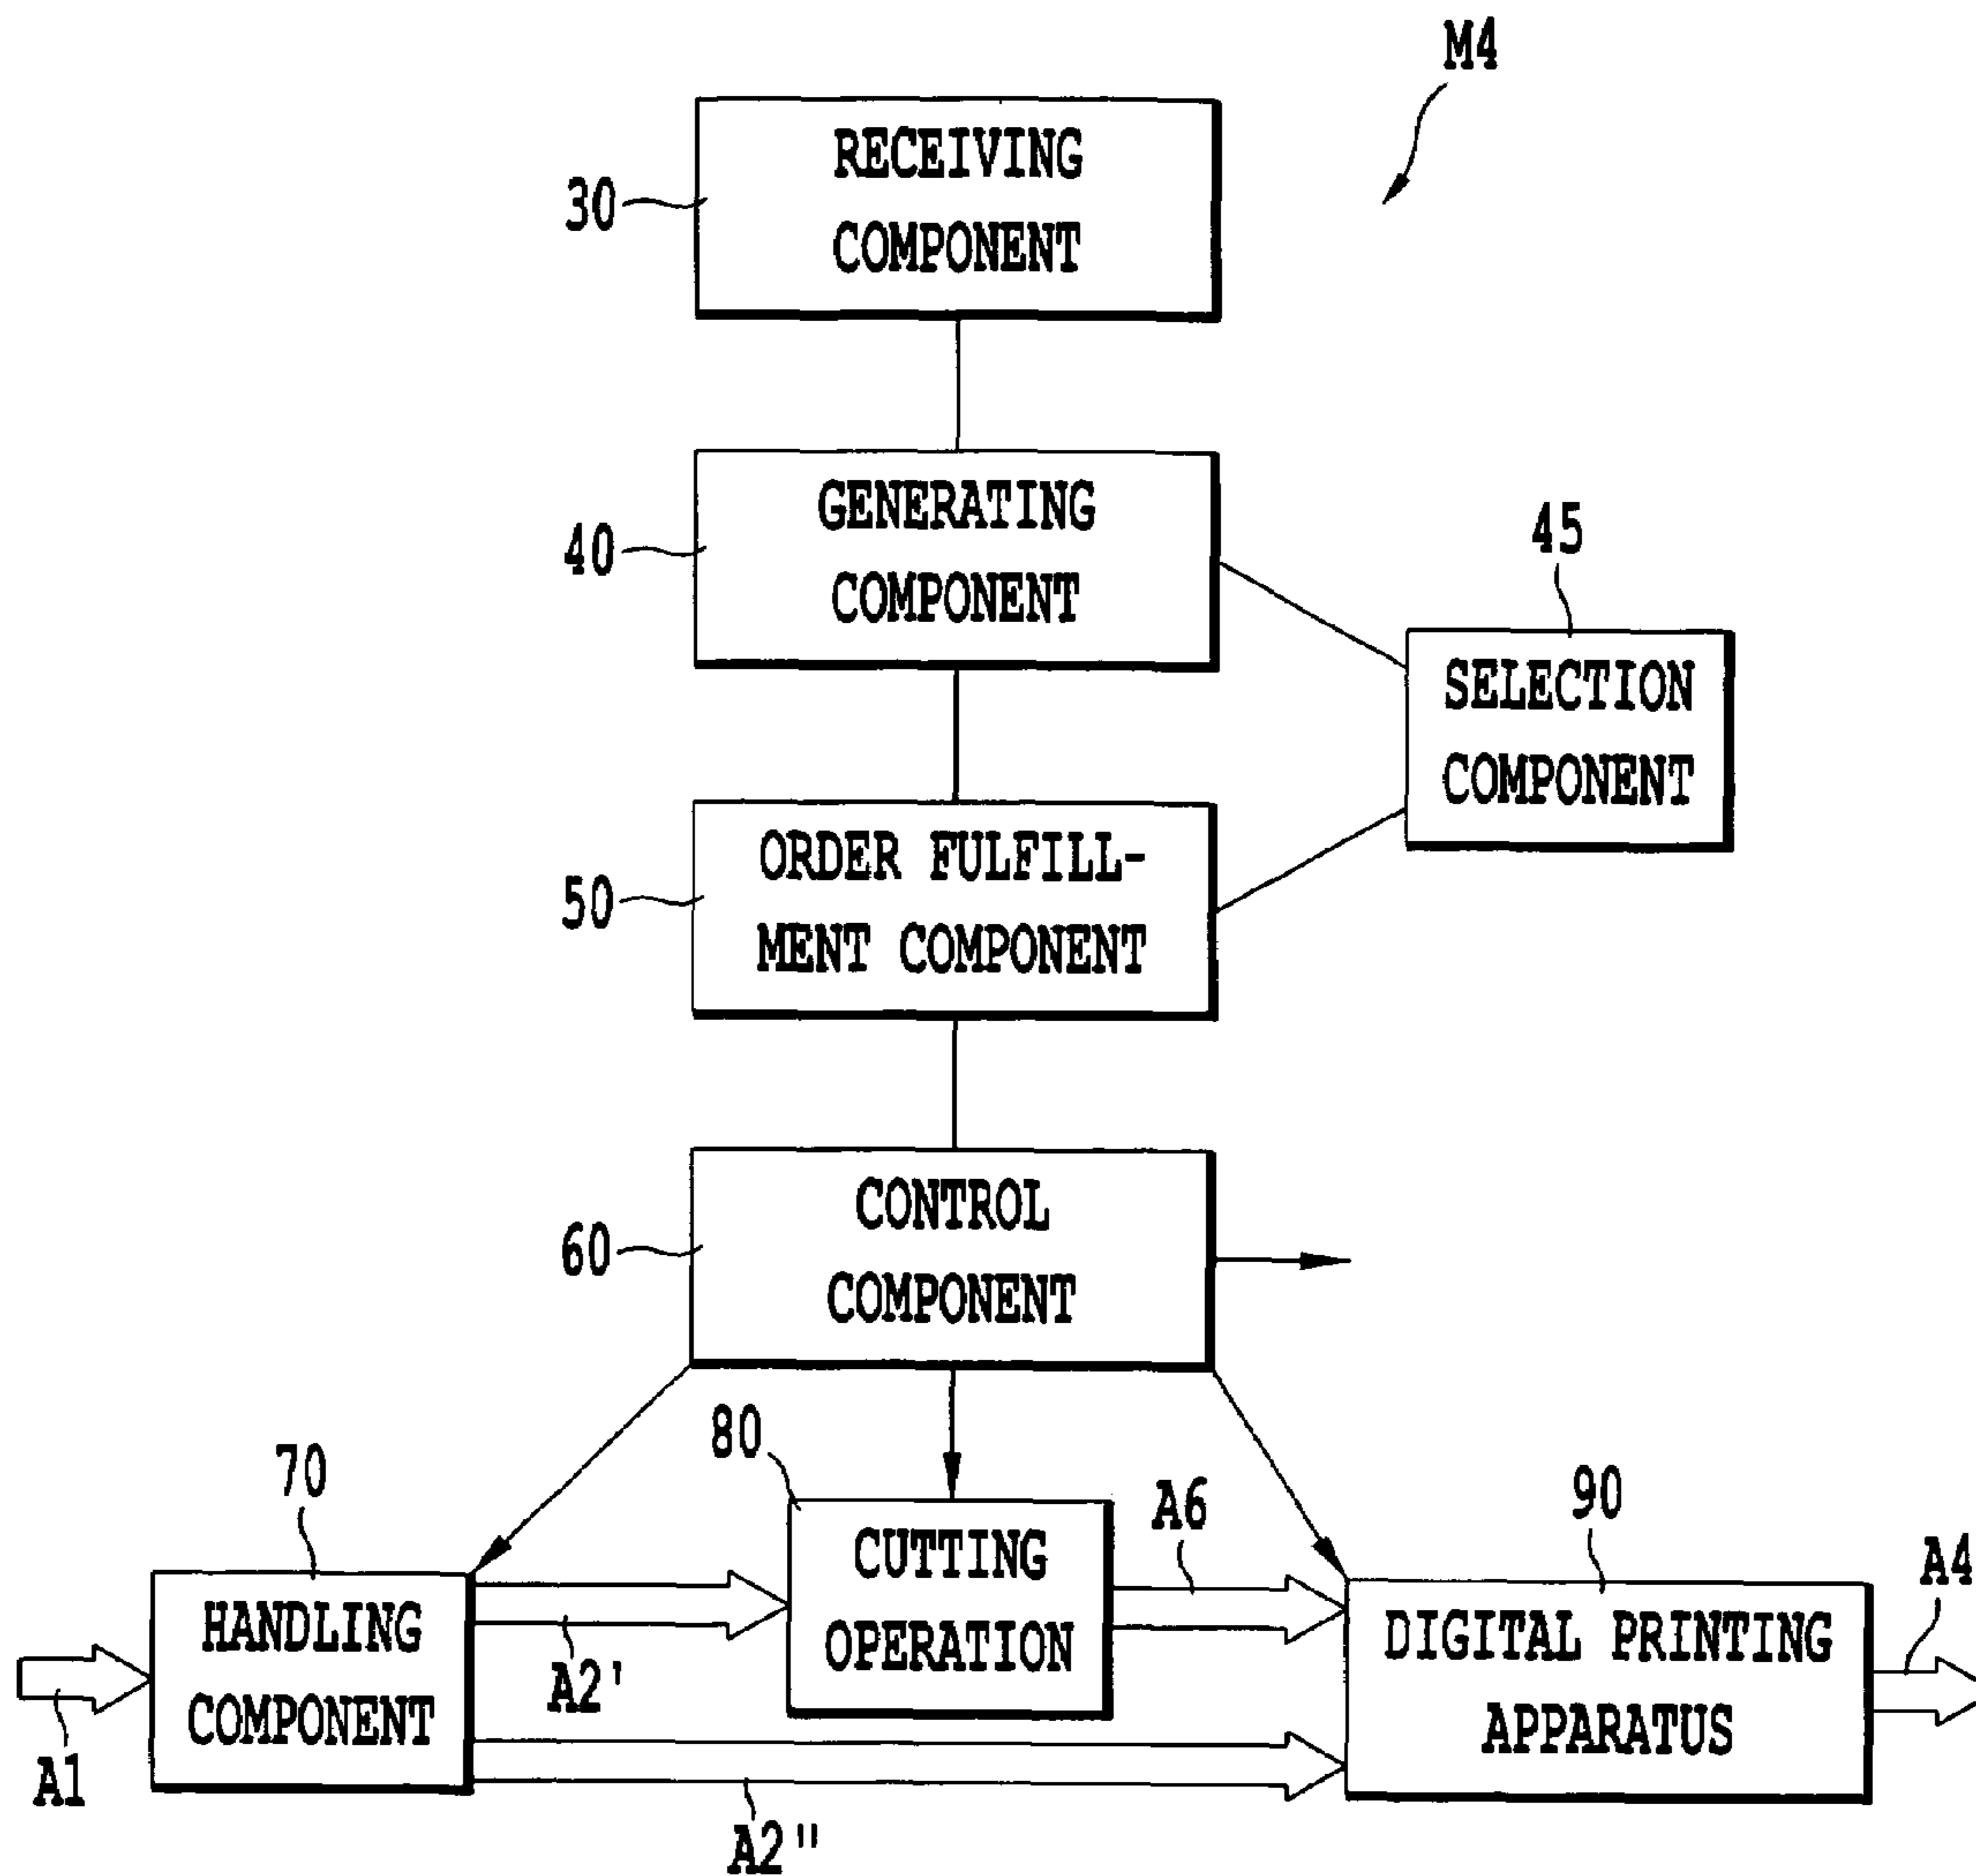 M4
RECEIVING
COMPONENT
30
GENERATING
COMPONENT
40
45
SELECTION
COMPONENT
ORDER FULFILL-
MENT COMPONENT
50
CONTROL
COMPONENT
60
70
80
A6
90
A4
CUTTING
OPERATION
HANDLING
COMPONENT
DIGITAL PRINTING
APPARATUS
A2'
A1
A2"